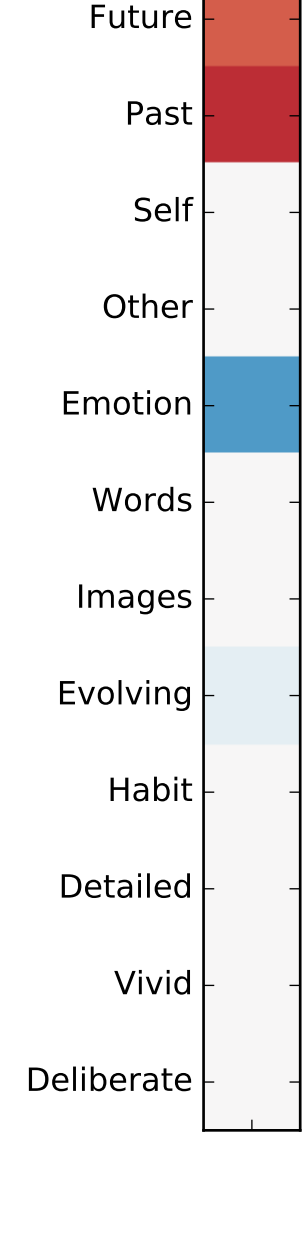 Future
Past
Self
Other
Emotion
Words
Images
Evolving
Habit
Detailed
Vivid
Deliberate